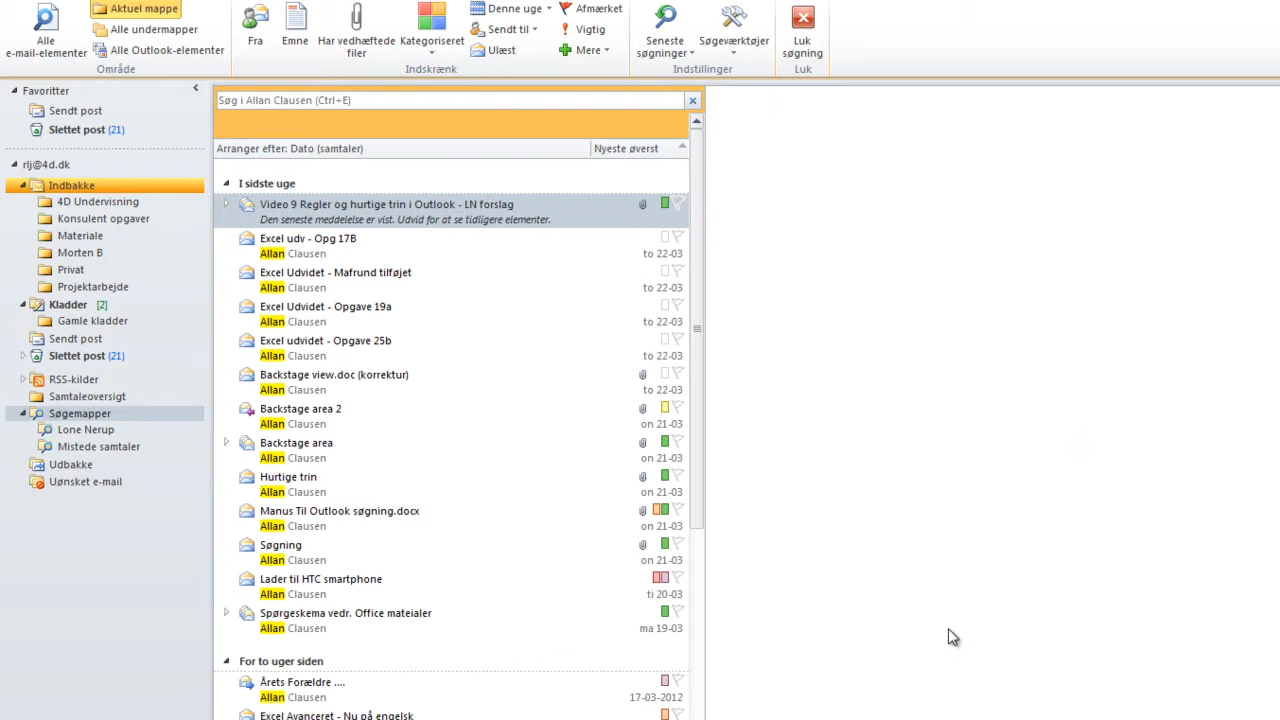 Alle
e-mail-elementer
Aktuel mappe
Alle undermapper
Alle Outlook-elementer
Område
Fra
Emne
Har vedhæftede
filer
Kategoriseret
Denne uge
Sendt til
Ulæst
Afmærket
Vigtig
Mere
Indskrænk
Seneste
søgninger
Søgeværktøjer
Indstillinger
Luk
søgning
Luk
Favoritter
Sendt post
Slettet post (21)
rlj@4d.dk
Indbakke
4D Undervisning
Konsulent opgaver
Materiale
Morten B
Privat
Projektarbejde
Kladder [2]
Gamle kladder
Sendt post
Slettet post (21)
RSS-kilder
Samtaleoversigt
Søgemapper
Lone Nerup
Mistede samtaler
Udbakke
Uønsket e-mail
Søg i Allan Clausen (Ctrl+E)
Arranger efter: Dato (samtaler) Nyeste øverst
I sidste uge
Video 9 Regler og hurtige trin i Outlook - LN forslag
Den seneste meddelelse er vist. Udvid for at se tidligere elementer.
Excel udv - Opg 17B
Allan Clausen to 22-03
Excel Udvidet - Mafrund tilføjet
Allan Clausen to 22-03
Excel Udvidet - Opgave 19a
Allan Clausen to 22-03
Excel udvidet - Opgave 25b
Allan Clausen to 22-03
Backstage view.doc (korrektur)
Allan Clausen to 22-03
Backstage area 2
Allan Clausen on 21-03
Backstage area
Allan Clausen on 21-03
Hurtige trin
Allan Clausen on 21-03
Manus Til Outlook søgning.docx
Allan Clausen on 21-03
Søgning
Allan Clausen on 21-03
Lader til HTC smartphone
Allan Clausen ti 20-03
Spørgeskema vedr. Office mateialer
Allan Clausen ma 19-03
For to uger siden
Årets Forældre ....
Allan Clausen 17-03-2012
Excel Avanceret - Nu på engelsk